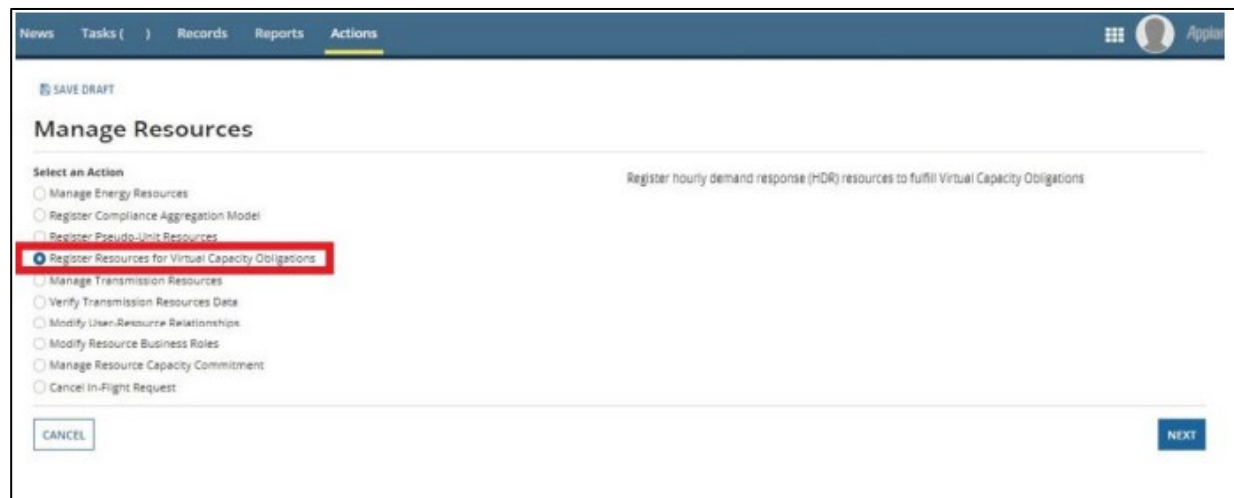 News Tasks ( ) Records Reports Actions
SAVE DRAFT
Manage Resources
Select an Action
Register hourly demand response (HDR) resources to fulfill Virtual Capacity Obligations
Manage Energy Resources
Register Compliance Aggregation Model
Register Pseudo-Unit Resources
Register Resources for Virtual Capacity Obligations
Manage Transmission Resources
Verify Transmission Resources Data
Modify User-Resource Relationships
Modify Resource Business Roles
Manage Resource Capacity Commitment
Cancel In-Flight Request
CANCEL NEXT